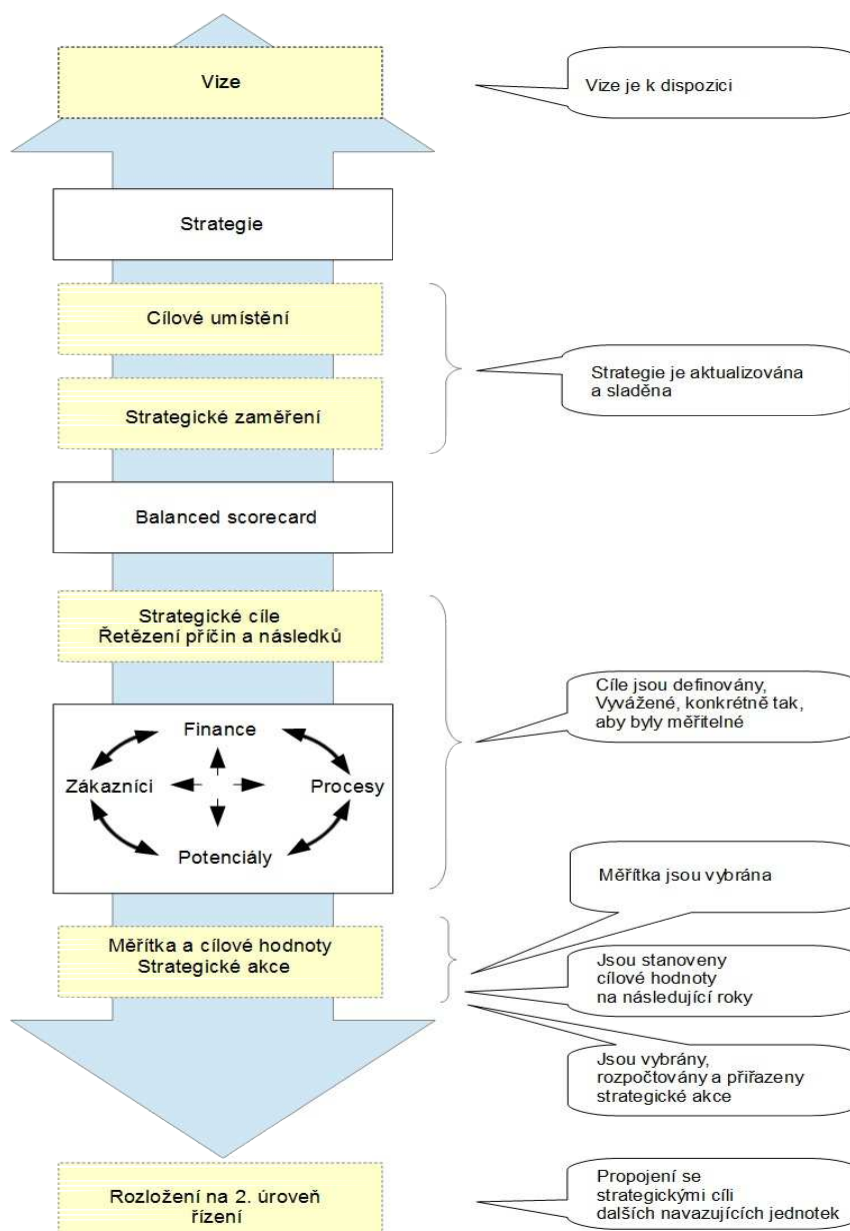 Vize
Vize je k dispozici
Strategie
Cílové umístění
Strategické zaměření
Strategie je aktualizována
a sladěna
Balanced scorecard
Strategické cíle
Řetězení příčin a následků
Cíle jsou definovány,
Vyvážené, konkrétně tak,
aby byly měřitelné
Finance
Zákazníci
Procesy
Potenciály
Měřítka jsou vybrána
Měřítka a cílové hodnoty
Strategické akce
Jsou stanoveny
cílové hodnoty
na následující roky
Jsou vybrány,
rozpočtovány a přiřazeny
strategické akce
Rozložení na 2. úroveň
řízení
Propojení se
strategickými cíli
dalších navazujících jednotek